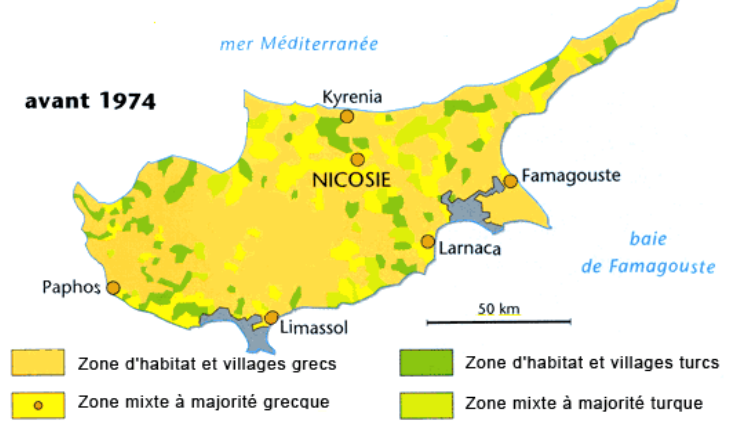 mer Méditerranée
avant 1974
Kyrenia
NICOSIE
Famagouste
Larnaca
baie
de Famagouste
Paphos
50 km
Limassol
Zone d'habitat et villages grecs
Zone d'habitat et villages turcs
Zone mixte à majorité grecque
Zone mixte à majorité turque